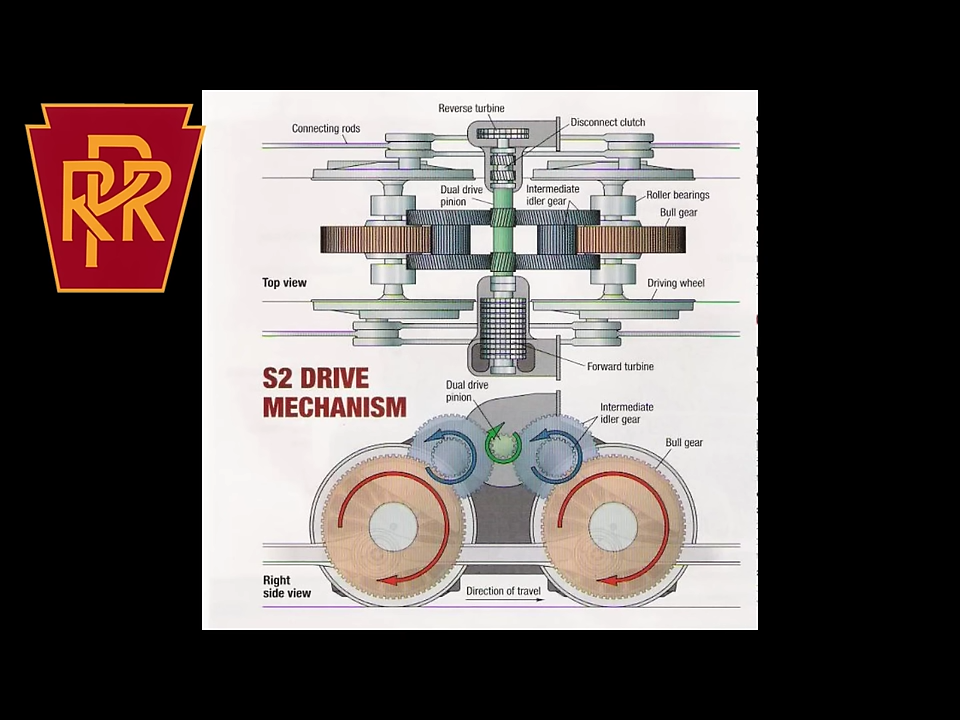 PRR
Reverse turbine
Disconnect clutch
Connecting rods
Dual drive
pinion
Intermediate
idler gear
Roller bearings
Bull gear
Top view
Driving wheel
S2 DRIVE
MECHANISM
Forward turbine
Dual drive
pinion
Intermediate
idler gear
Bull gear
Right
side view
Direction of travel